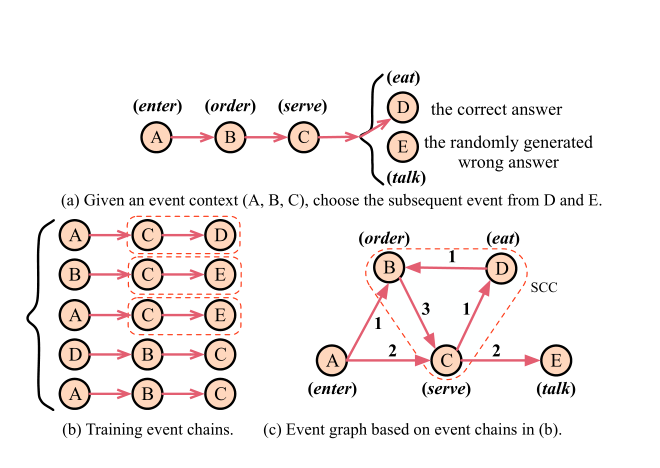 (eat)
(enter) (order) (serve)
A B C D the correct answer
E the randomly generated
wrong answer
(talk)
(a) Given an event context (A, B, C), choose the subsequent event from D and E.
A C D
B C E
A C E
D B C
A B C
(b) Training event chains.
(order) (eat)
B 1 D
SCC
1 3 1
A 2 C 2 E
(enter) (serve) (talk)
(c) Event graph based on event chains in (b).